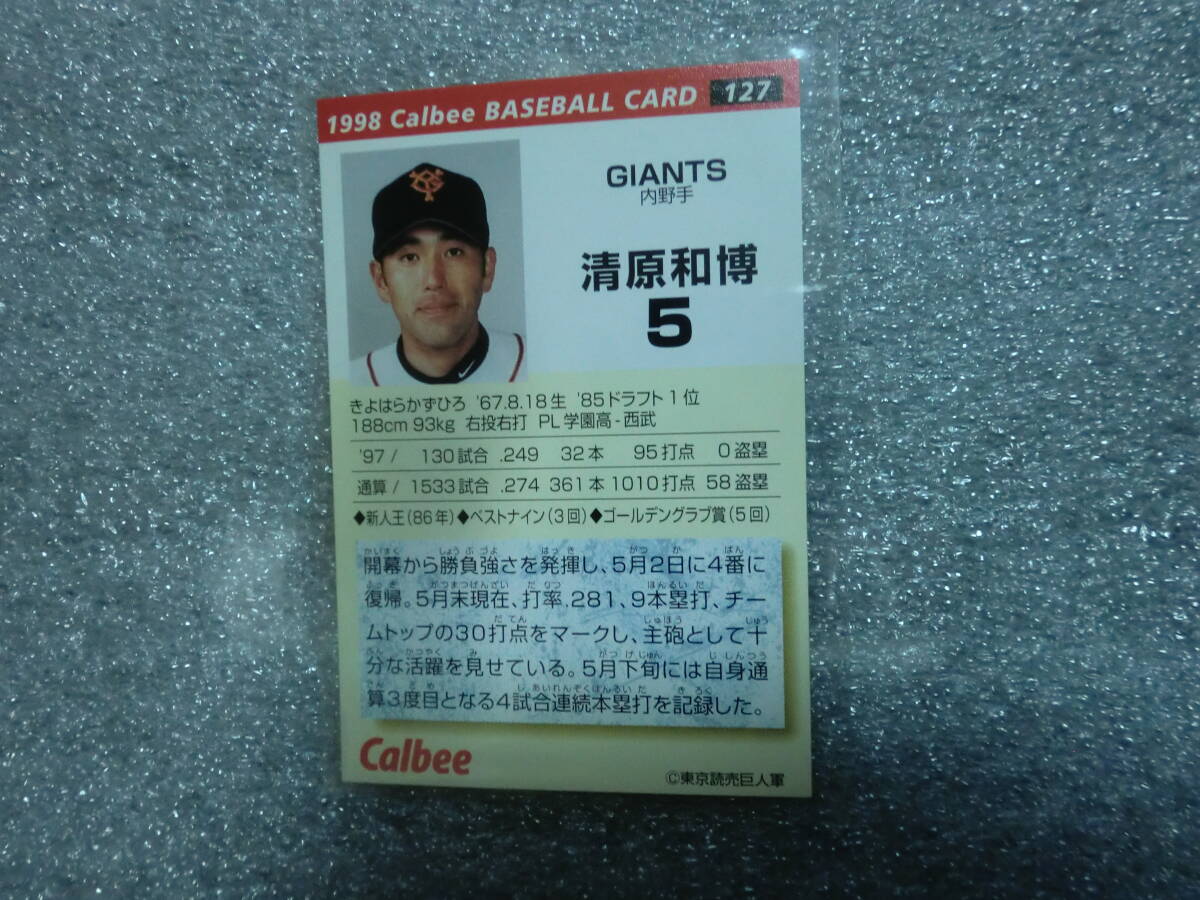 1998 Calbee BASEBALL CARD 127
GIANTS
内野手
清原和博
5
きよはらかずひろ '67.8.18生 '85ドラフト1位
188cm 93kg 右投右打 PL学園高-西武
'97/ 130試合 .249 32本 95打点 0盗塁
通算/ 1533試合 .274 361本 1010打点 58盗塁
◆新人王(86年)◆ベストナイン(3回)◆ゴールデングラブ賞(5回)
開幕から勝負強さを発揮し、5月2日に4番に
復帰。5月末現在、打率.281、9本塁打、チー
ムトップの30打点をマークし、主砲として十
分な活躍を見せている。5月下旬には自身通
算3度目となる4試合連続本塁打を記録した。
Calbee
©東京読売巨人軍